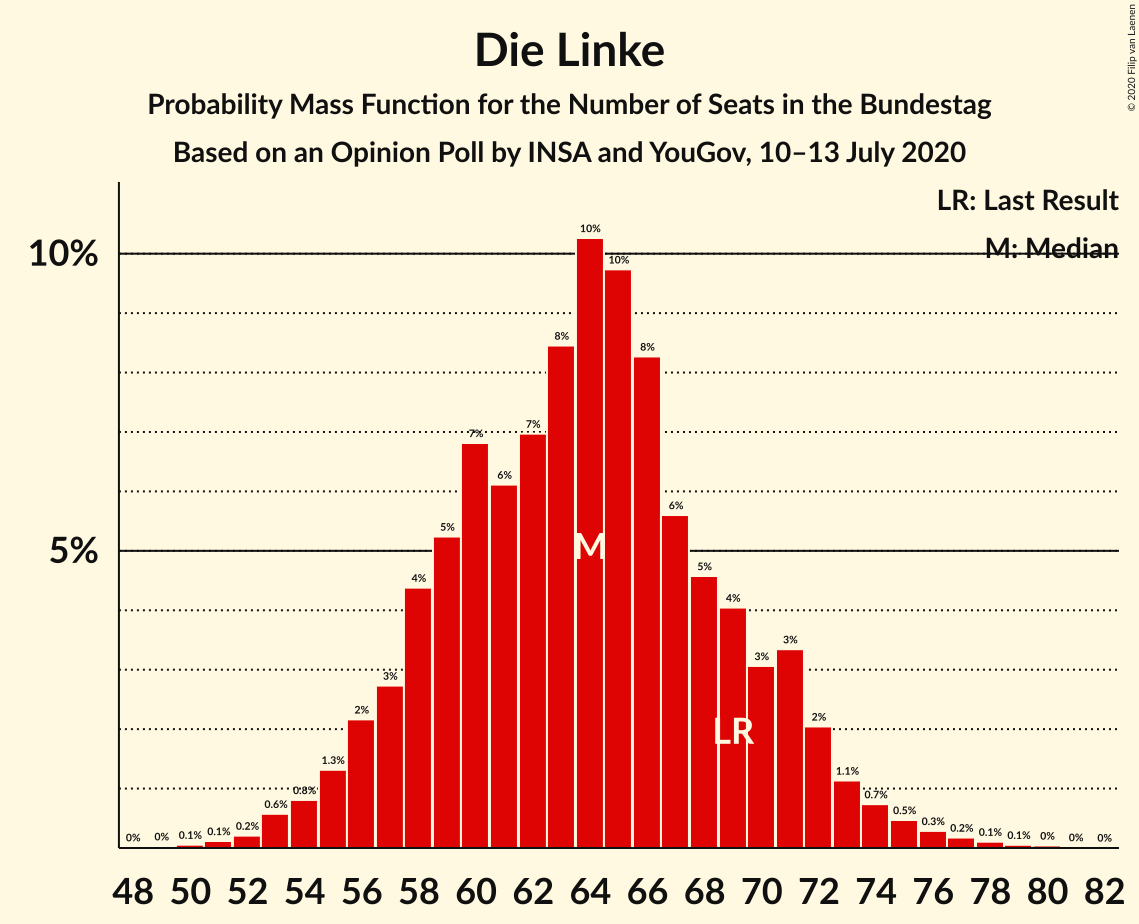 Die Linke
Probability Mass Function for the Number of Seats in the Bundestag
Based on an Opinion Poll by INSA and YouGov, 10–13 July 2020
© 2020 Filip van Laenen
LR: Last Result
M: Median
10%
5%
0% 0% 0.1% 0.1% 0.2% 0.6% 0.8% 1.3% 2% 3% 4% 5% 7% 6% 7% 8% 10% 10% 8% 6% 5% 4% 3% 3% 2% 1.1% 0.7% 0.5% 0.3% 0.2% 0.1% 0.1% 0% 0% 0%
M
LR
48 50 52 54 56 58 60 62 64 66 68 70 72 74 76 78 80 82